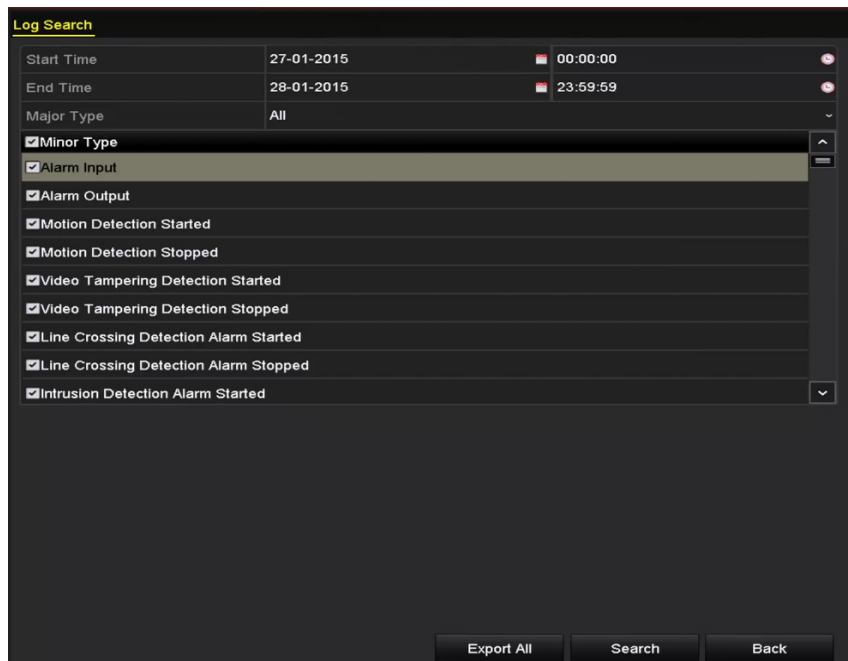 Log Search
Start Time 27-01-2015 00:00:00
End Time 28-01-2015 23:59:59
Major Type All
Minor Type
Alarm Input
Alarm Output
Motion Detection Started
Motion Detection Stopped
Video Tampering Detection Started
Video Tampering Detection Stopped
Line Crossing Detection Alarm Started
Line Crossing Detection Alarm Stopped
Intrusion Detection Alarm Started
Export All Search Back